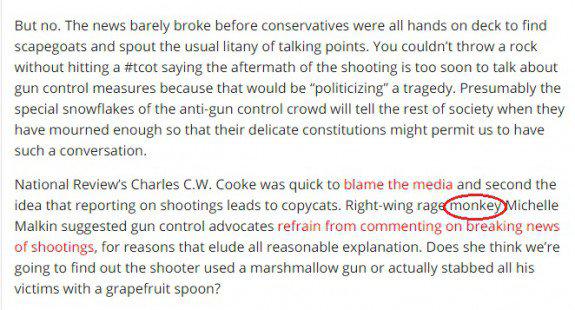 But no. The news barely broke before conservatives were all hands on deck to find
scapegoats and spout the usual litany of talking points. You couldn’t throw a rock
without hitting a #tcot saying the aftermath of the shooting is too soon to talk about
gun control measures because that would be “politicizing” a tragedy. Presumably the
special snowflakes of the anti-gun control crowd will tell the rest of society when they
have mourned enough so that their delicate constitutions might permit us to have
such a conversation.
National Review’s Charles C.W. Cooke was quick to blame the media and second the
idea that reporting on shootings leads to copycats. Right-wing rage monkey Michelle
Malkin suggested gun control advocates refrain from commenting on breaking news
of shootings, for reasons that elude all reasonable explanation. Does she think we’re
going to find out the shooter used a marshmallow gun or actually stabbed all his
victims with a grapefruit spoon?